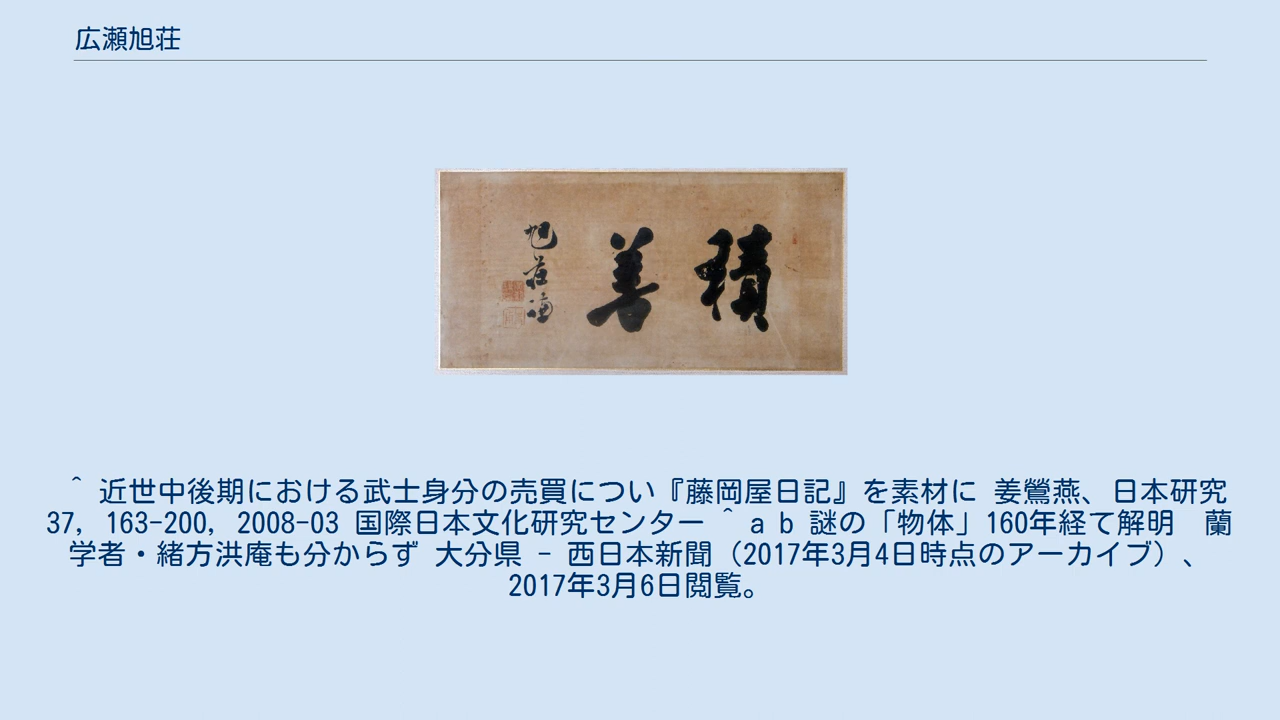 広瀬旭荘
積善
旭荘
^ 近世中後期における武士身分の売買につい『藤岡屋日記』を素材に 姜鶯燕、日本研究
37, 163-200, 2008-03 国際日本文化研究センター ^ a b 謎の「物体」160年経て解明　蘭
学者・緒方洪庵も分からず 大分県 - 西日本新聞（2017年3月4日時点のアーカイブ）、
2017年3月6日閲覧。